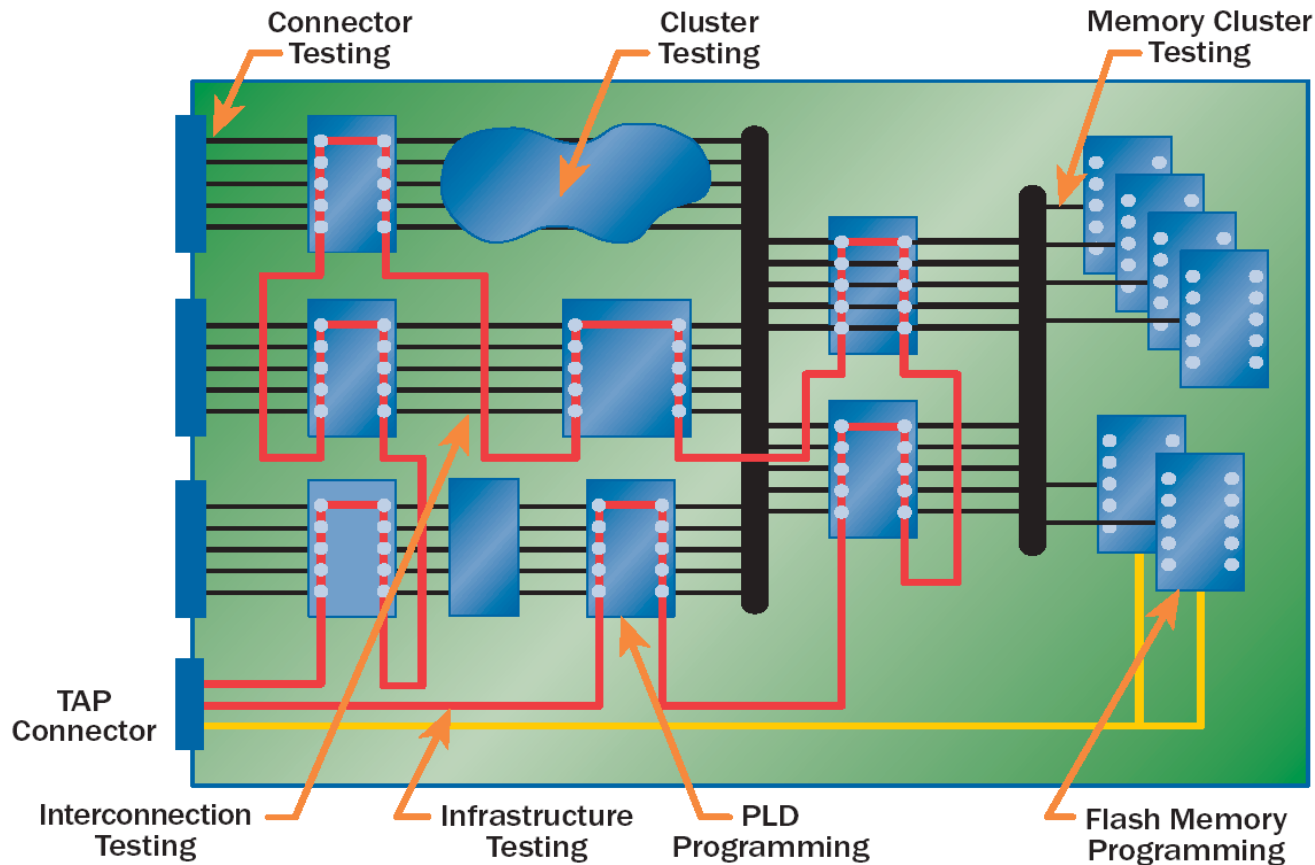 Connector
Testing
Cluster
Testing
Memory Cluster
Testing
TAP
Connector
Interconnection
Testing
Infrastructure
Testing
PLD
Programming
Flash Memory
Programming